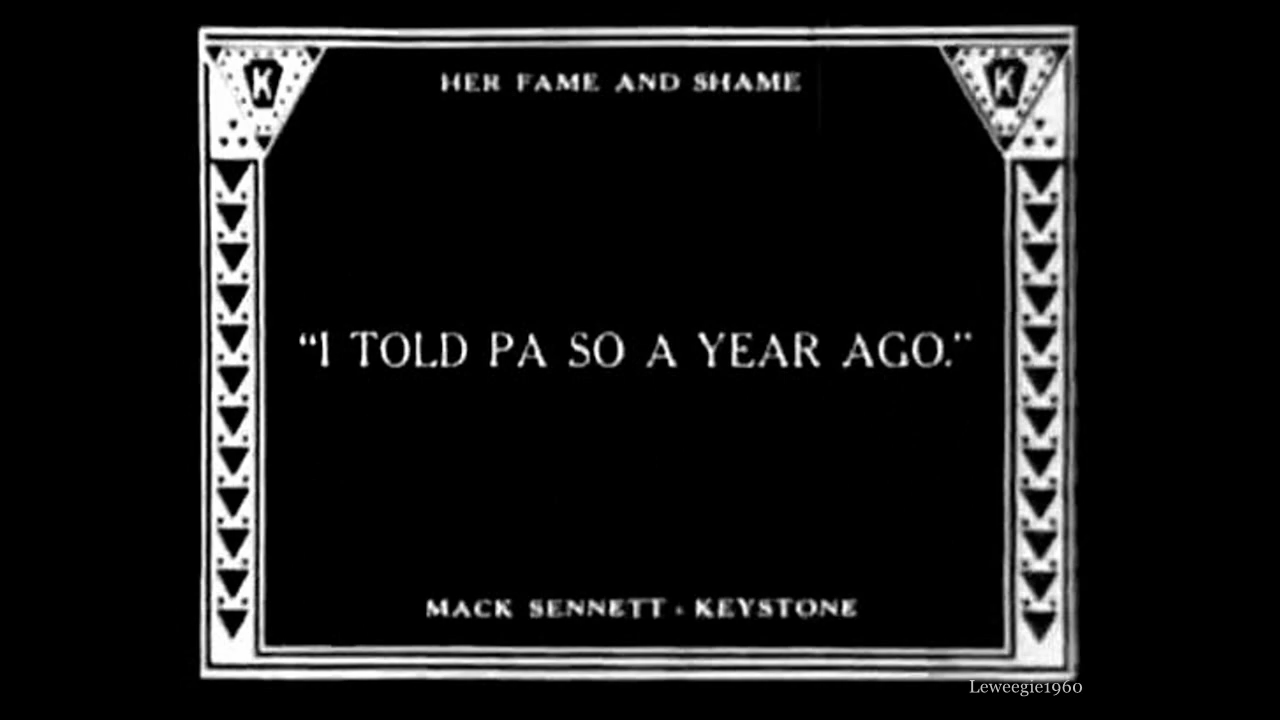 K K
HER FAME AND SHAME
"I TOLD PA SO A YEAR AGO."
MACK SENNETT . KEYSTONE
Leweegie1960